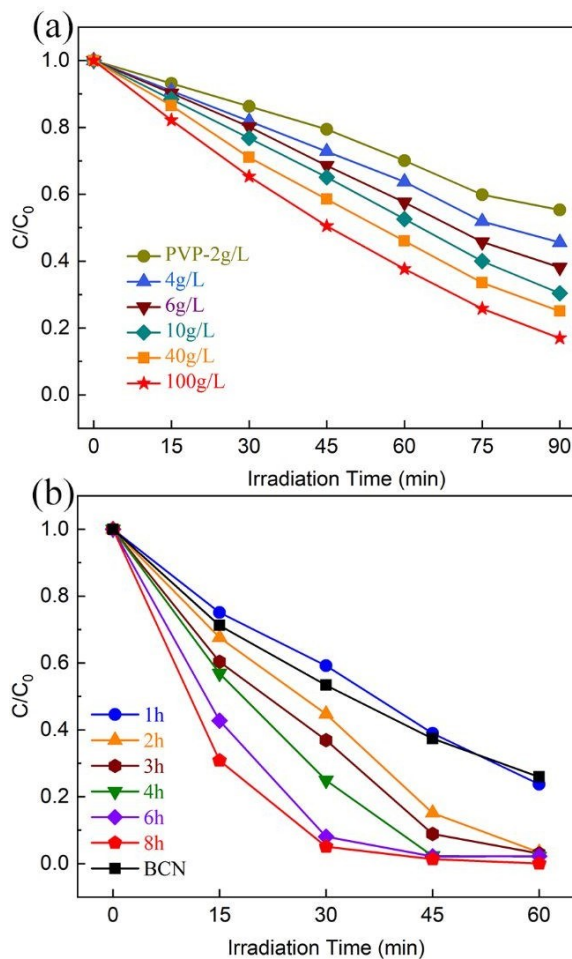 (a)
1.0
0.8
0.6
0.4
0.2
0.0
C/C₀
PVP-2g/L
4g/L
6g/L
10g/L
40g/L
100g/L
0 15 30 45 60 75 90
Irradiation Time (min)
(b)
1.0
0.8
0.6
0.4
0.2
0.0
C/C₀
1h
2h
3h
4h
6h
8h
BCN
0 15 30 45 60
Irradiation Time (min)